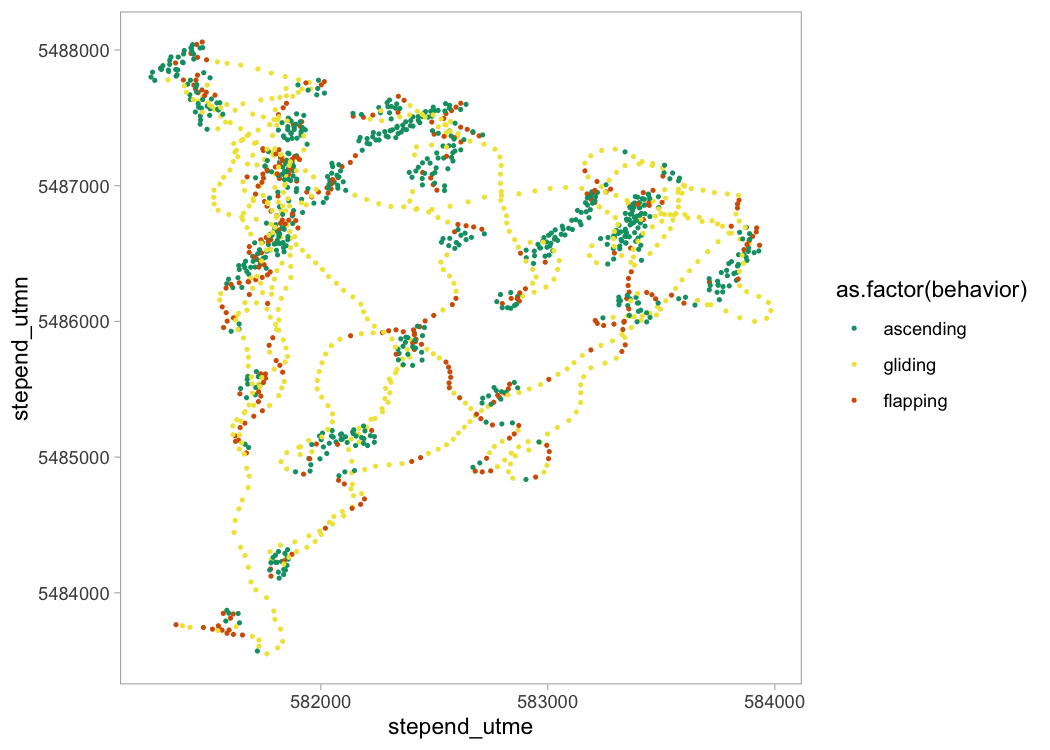 5488000
5487000
5486000
5485000
5484000
582000
583000
584000
stepend_utme
stepend_utmn
as.factor(behavior)
ascending
gliding
flapping